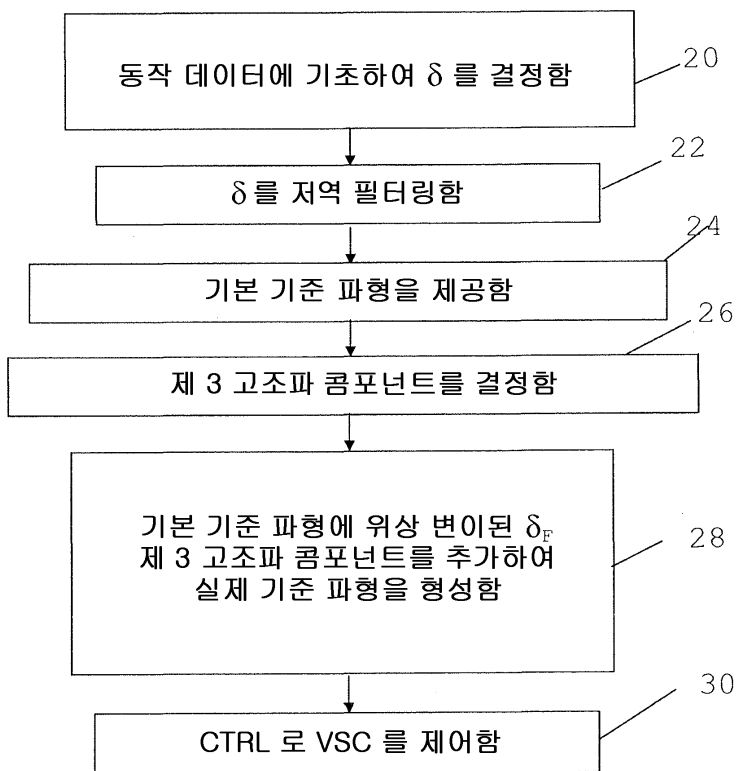 동작 데이터에 기초하여 δ 를 결정함
20
δ를 저역 필터링함
22
기본 기준 파형을 제공함
24
제 3 고조파 콤포넌트를 결정함
26
기본 기준 파형에 위상 변이된 δF
제 3 고조파 콤포넌트를 추가하여
실제 기준 파형을 형성함
28
CTRL 로 VSC 를 제어함
30